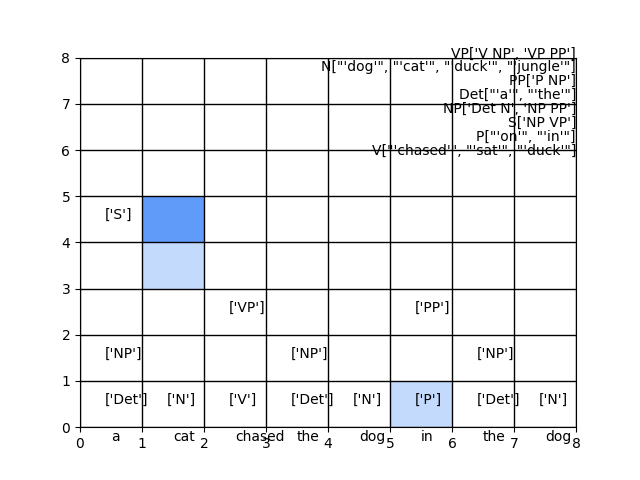 VP['V NP', 'VP PP']
N["'dog'", "'cat'", "'duck'", "'jungle'"]
PP['P NP']
Det["'a'", "'the'"]
NP['Det N', 'NP PP']
S['NP VP']
P["'on'", "'in'"]
V["'chased'", "'sat'", "'duck'"]
8
7
6
5
['S']
4
3
['VP'] ['PP']
2
['NP'] ['NP'] ['NP']
1
['Det'] ['N'] ['V'] ['Det'] ['N'] ['P'] ['Det'] ['N']
0
a cat chased the dog in the dog
0 1 2 3 4 5 6 7 8